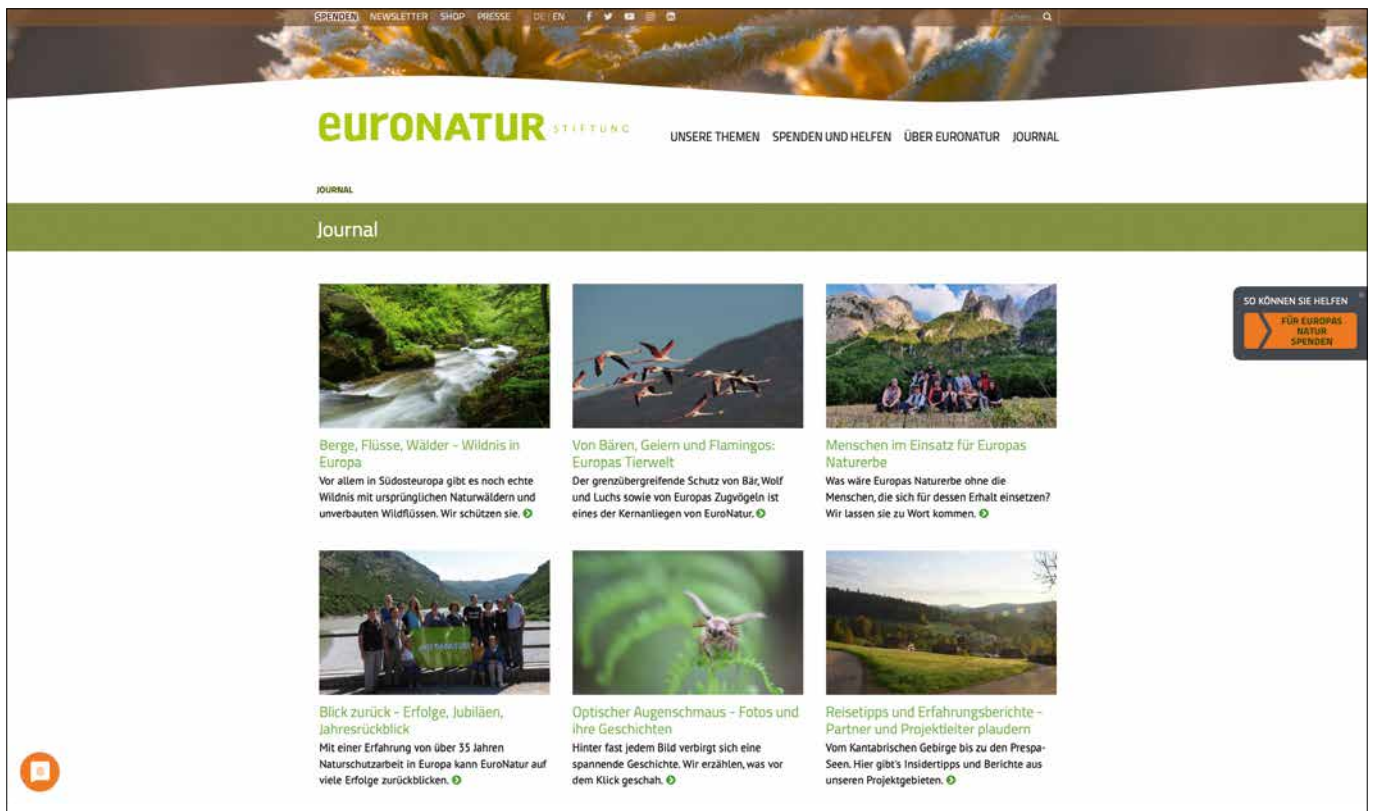 SPENDEN NEWSLETTER SHOP PRESSE DE / EN
Suchen
euroNATUR STIFTUNG
UNSERE THEMEN SPENDEN UND HELFEN ÜBER EURONATUR JOURNAL
JOURNAL
Journal
SO KÖNNEN SIE HELFEN
FÜR EUROPAS
NATUR
SPENDEN
Berge, Flüsse, Wälder - Wildnis in
Europa
Vor allem in Südosteuropa gibt es noch echte
Wildnis mit ursprünglichen Naturwäldern und
unverbauten Wildflüssen. Wir schützen sie.
Von Bären, Geiern und Flamingos:
Europas Tierwelt
Der grenzübergreifende Schutz von Bär, Wolf
und Luchs sowie von Europas Zugvögeln ist
eines der Kernanliegen von EuroNatur.
Menschen im Einsatz für Europas
Naturerbe
Was wäre Europas Naturerbe ohne die
Menschen, die sich für dessen Erhalt einsetzen?
Wir lassen sie zu Wort kommen.
Blick zurück - Erfolge, Jubiläen,
Jahresrückblick
Mit einer Erfahrung von über 35 Jahren
Naturschutzarbeit in Europa kann EuroNatur auf
viele Erfolge zurückblicken.
Optischer Augenschmaus - Fotos und
ihre Geschichten
Hinter fast jedem Bild verbirgt sich eine
spannende Geschichte. Wir erzählen, was vor
dem Klick geschah.
Reisetipps und Erfahrungsberichte -
Partner und Projektleiter plaudern
Vom Kantabrischen Gebirge bis zu den Prespa-
Seen. Hier gibt's Insidertipps und Berichte aus
unseren Projektgebieten.